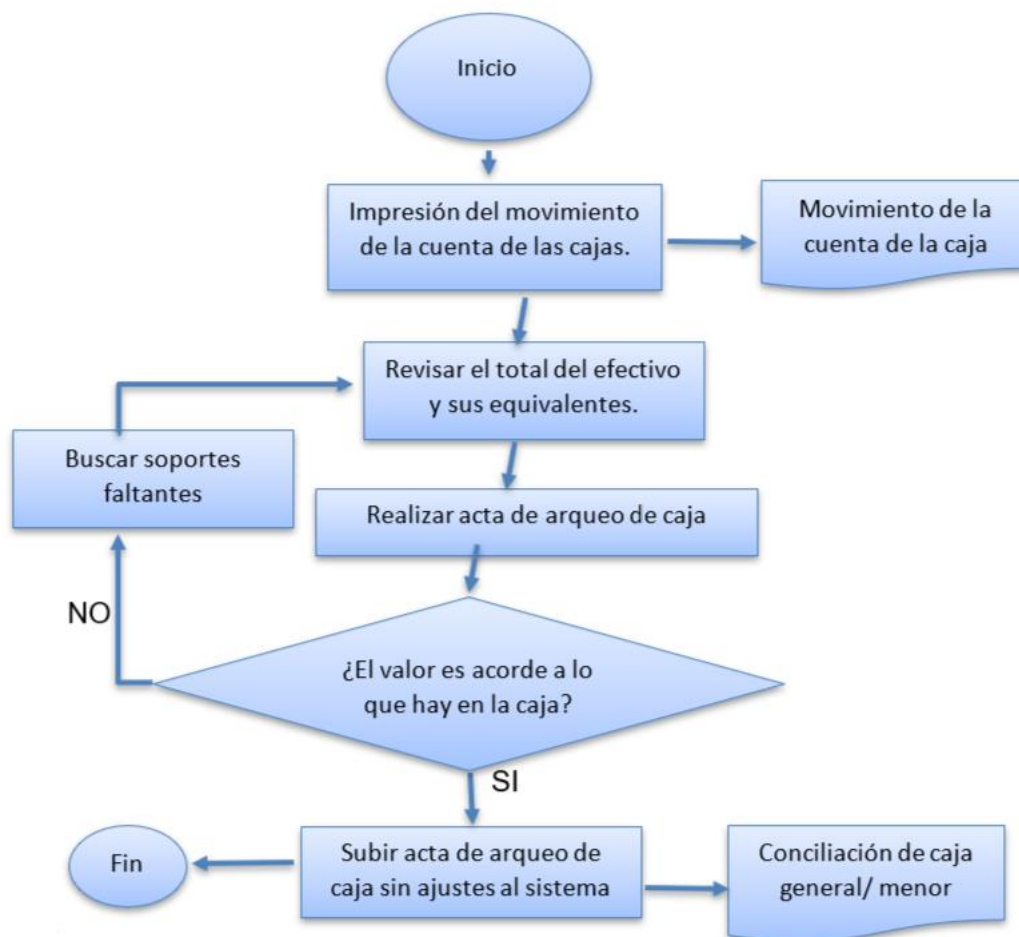 Inicio
Impresión del movimiento
de la cuenta de las cajas.
Movimiento de la
cuenta de la caja
Revisar el total del efectivo
y sus equivalentes.
Buscar soportes
faltantes
Realizar acta de arqueo de caja
NO
¿El valor es acorde a lo
que hay en la caja?
SI
Fin
Subir acta de arqueo de
caja sin ajustes al sistema
Conciliación de caja
general/ menor